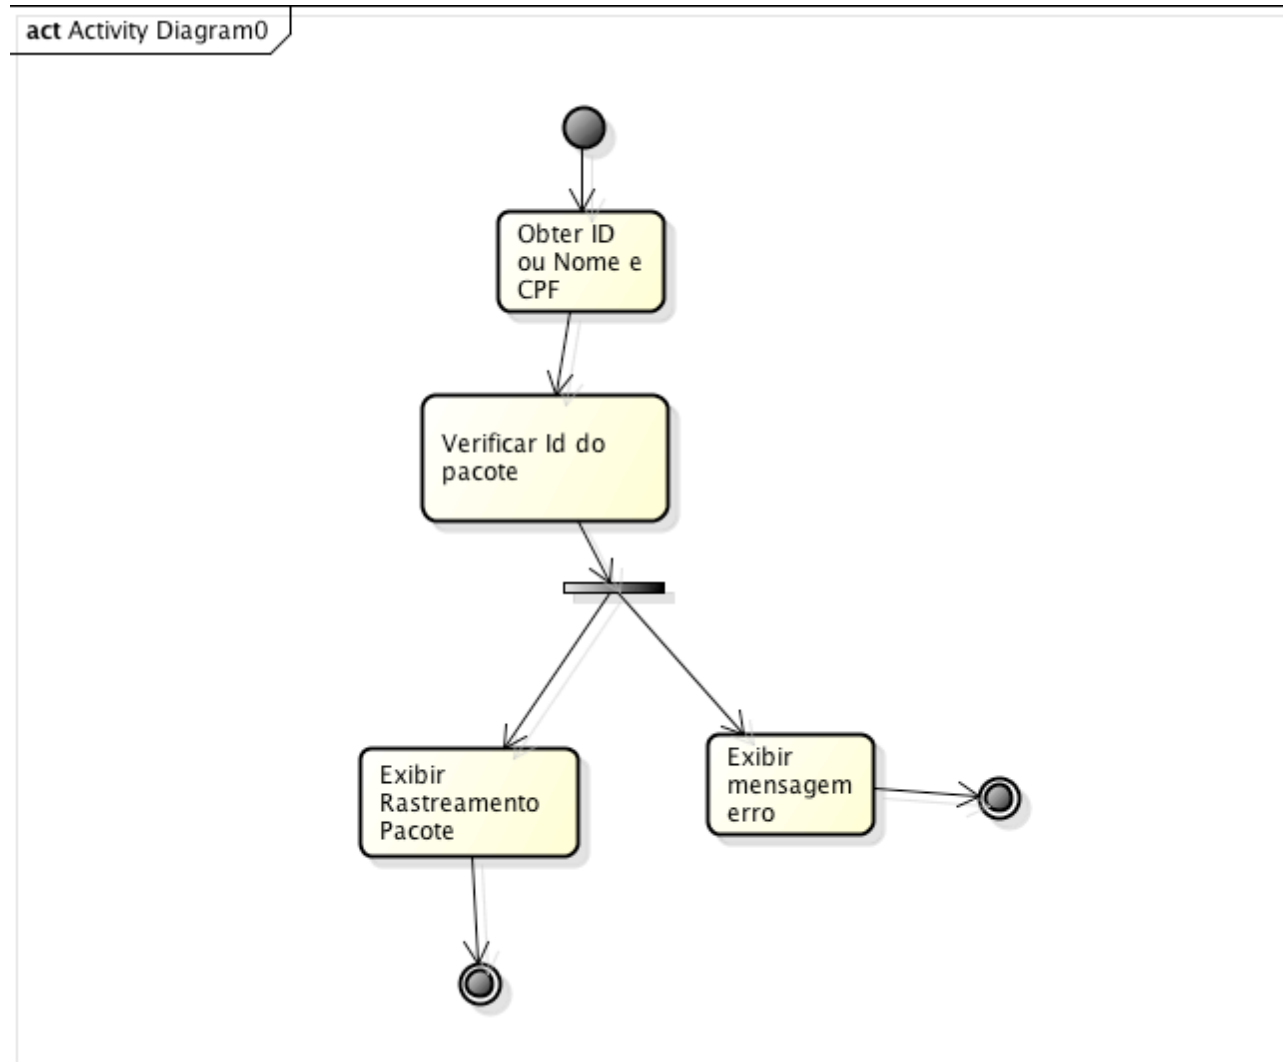 act Activity Diagram0
Obter ID
ou Nome e
CPF
Verificar Id do
pacote
Exibir
Rastreamento
Pacote
Exibir
mensagem
erro